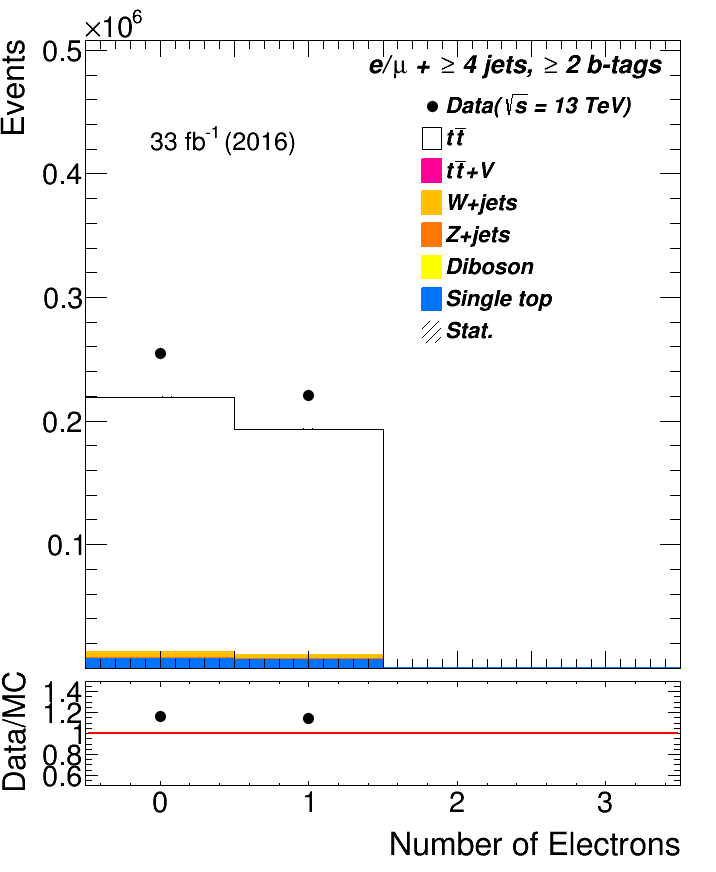 ×10⁶
Events
0.5
0.4
0.3
0.2
0.1
e/μ + ≥ 4 jets, ≥ 2 b-tags
33 fb⁻¹ (2016)
Data(√s = 13 TeV)
tt̅
tt̅+V
W+jets
Z+jets
Diboson
Single top
Stat.
Data/MC
1.4
1.2
1
0.8
0.6
0 1 2 3
Number of Electrons